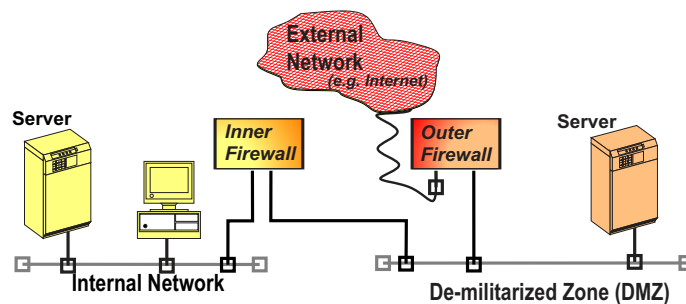 External
Network
(e.g. Internet)
Server
Inner
Firewall
Outer
Firewall
Server
Internal Network
De-militarized Zone (DMZ)